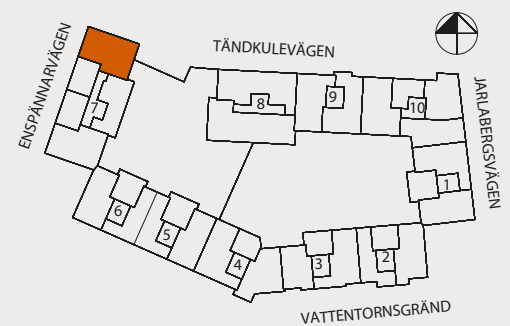 TÄNDKULEVÄGEN
ENSPÄNNARVÄGEN
JARLABERGSVÄGEN
7
8
9
10
1
6
5
4
3
2
VATTENTORNSGRÄND